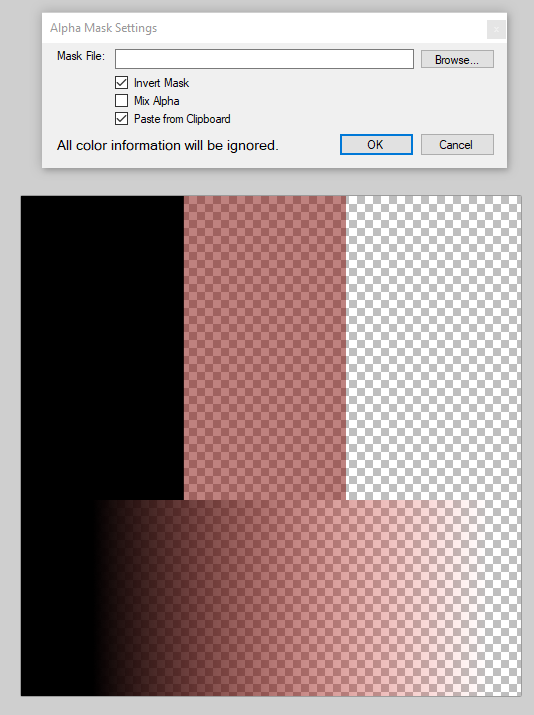 Alpha Mask Settings
Mask File:
Browse...
Invert Mask
Mix Alpha
Paste from Clipboard
All color information will be ignored.
OK
Cancel